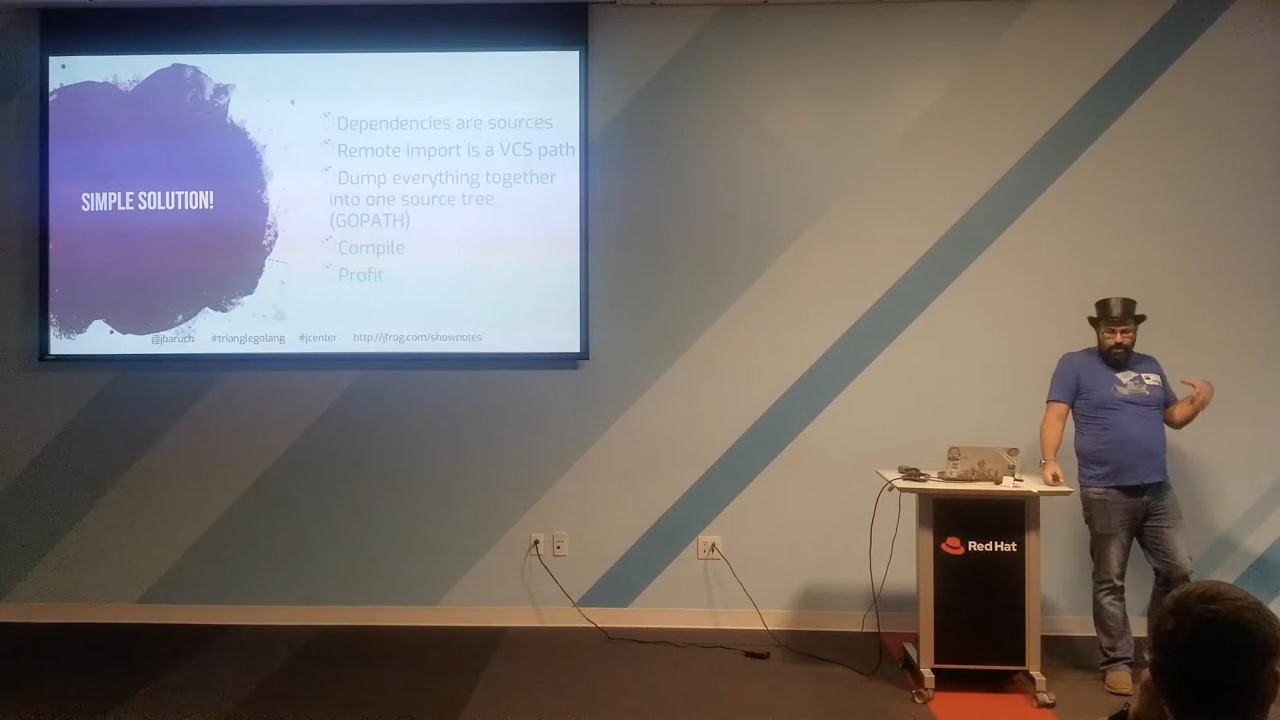 SIMPLE SOLUTION!
Dependencies are sources
Remote import is a VCS path
Dump everything together
into one source tree
(GOPATH)
Compile
Profit
@jbaruch #trianglegolang #jcenter http://jfrog.com/shownotes
Red Hat